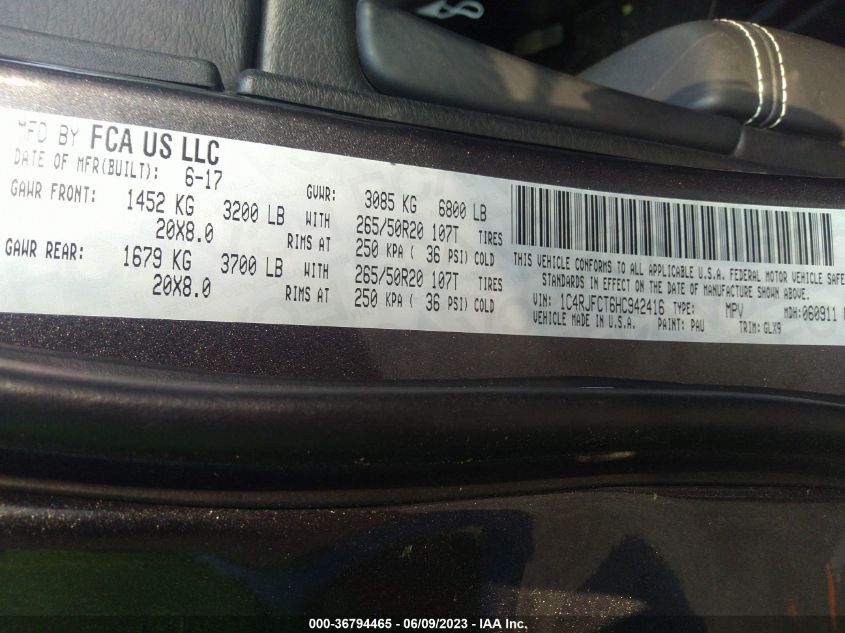 MFD BY FCA US LLC
DATE OF MFR(BUILT): 6-17
GVWR: 3085 KG 6800 LB
GAWR FRONT: 1452 KG 3200 LB WITH 265/50R20 107T TIRES
20X8.0 RIMS AT 250 KPA ( 36 PSI) COLD
GAWR REAR: 1679 KG 3700 LB WITH 265/50R20 107T TIRES
20X8.0 RIMS AT 250 KPA ( 36 PSI) COLD
THIS VEHICLE CONFORMS TO ALL APPLICABLE U.S.A. FEDERAL MOTOR VEHICLE SAFETY
STANDARDS IN EFFECT ON THE DATE OF MANUFACTURE SHOWN ABOVE.
VIN: 1C4RJFCT6HC942416 TYPE: MPV MDH:060911
VEHICLE MADE IN U.S.A. PAINT: PAU TRIM: GLX9
000-36794465 - 06/09/2023 - IAA Inc.